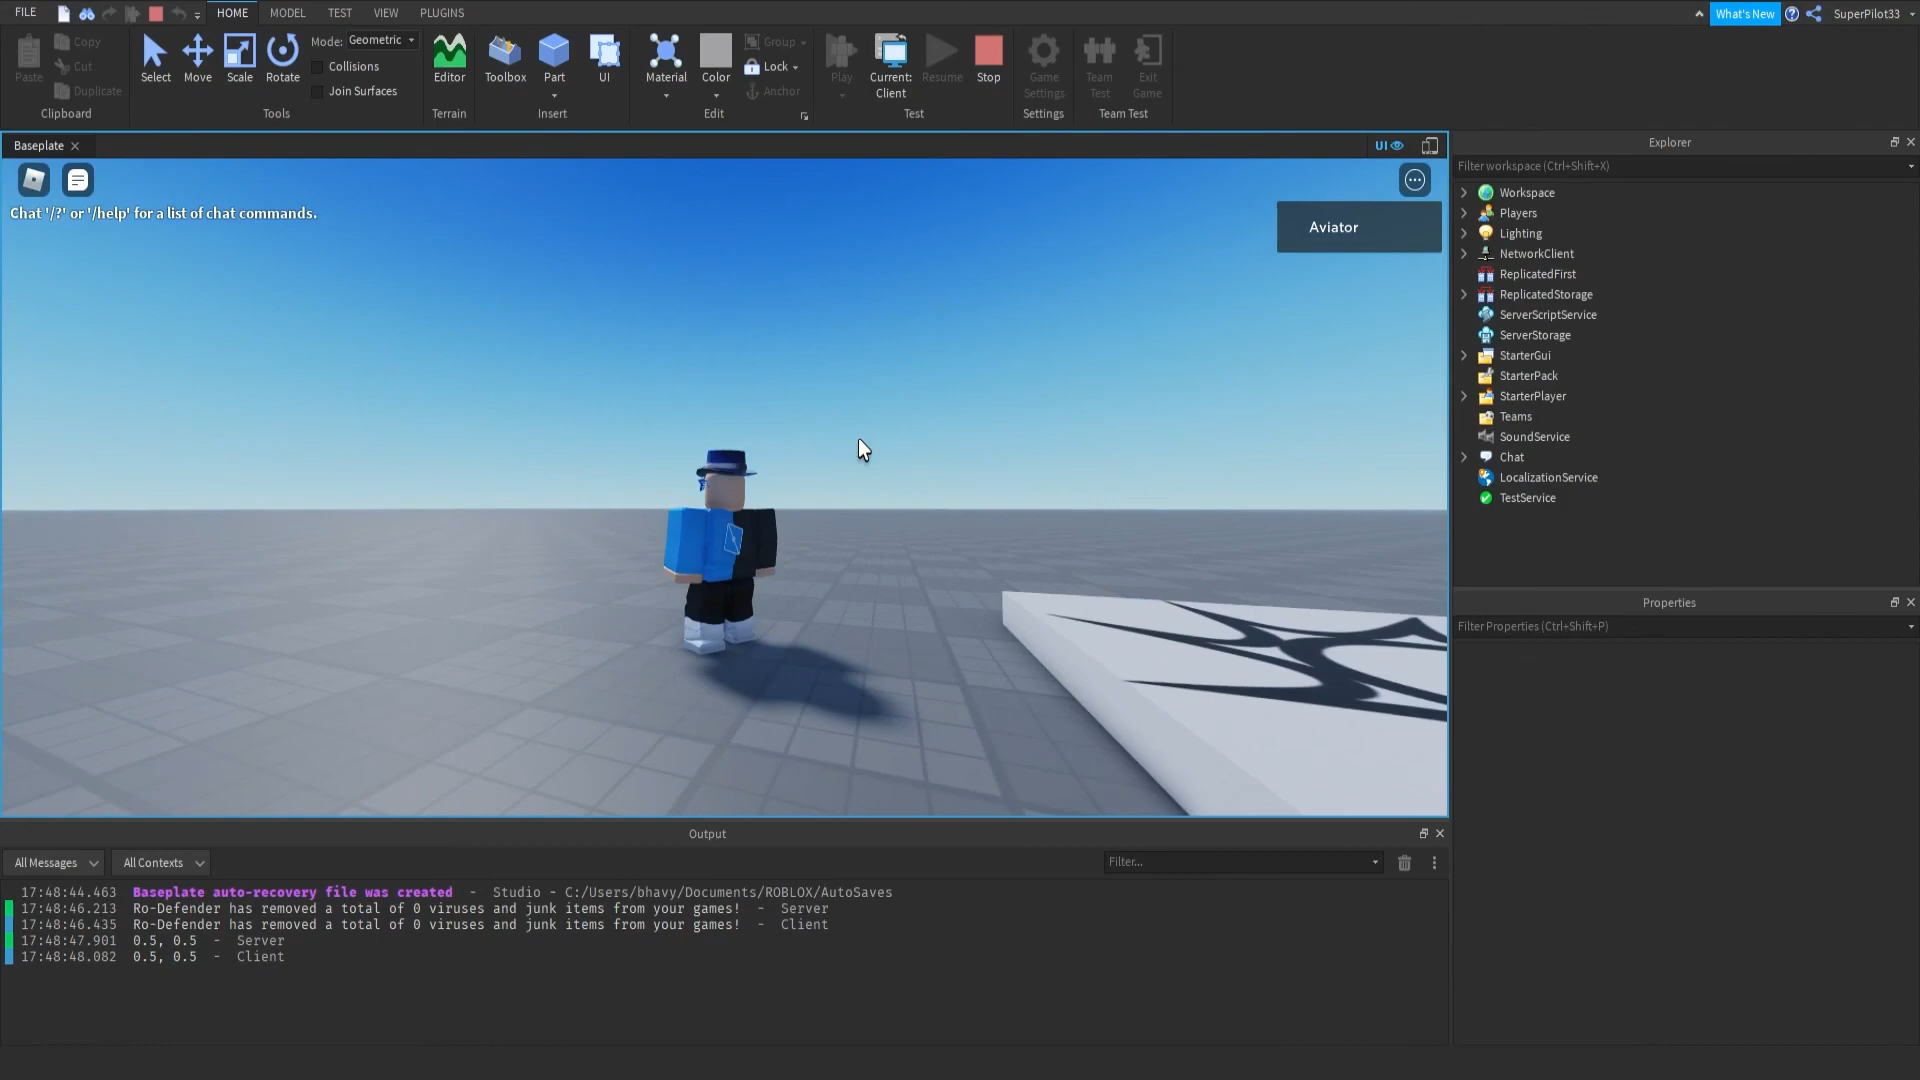 FILE HOME MODEL TEST VIEW PLUGINS What's New SuperPilot33
Paste Copy Cut Duplicate Clipboard
Select Move Scale Rotate Mode: Geometric Collisions Join Surfaces Tools
Editor Terrain
Toolbox Part UI Insert
Material Color Group Lock Anchor Edit
Play Current: Client Resume Stop Test
Game Settings Settings
Team Test Exit Game Team Test
Baseplate UI
Chat '/?' or '/help' for a list of chat commands.
Aviator
Explorer
Filter workspace (Ctrl+Shift+X)
Workspace
Players
Lighting
NetworkClient
ReplicatedFirst
ReplicatedStorage
ServerScriptService
ServerStorage
StarterGui
StarterPack
StarterPlayer
Teams
SoundService
Chat
LocalizationService
TestService
Properties
Filter Properties (Ctrl+Shift+P)
Output
All Messages All Contexts Filter...
17:48:44.463 Baseplate auto-recovery file was created - Studio - C:/Users/bhavy/Documents/ROBLOX/AutoSaves
17:48:46.213 Ro-Defender has removed a total of 0 viruses and junk items from your games! - Server
17:48:46.435 Ro-Defender has removed a total of 0 viruses and junk items from your games! - Client
17:48:47.901 0.5, 0.5 - Server
17:48:48.082 0.5, 0.5 - Client